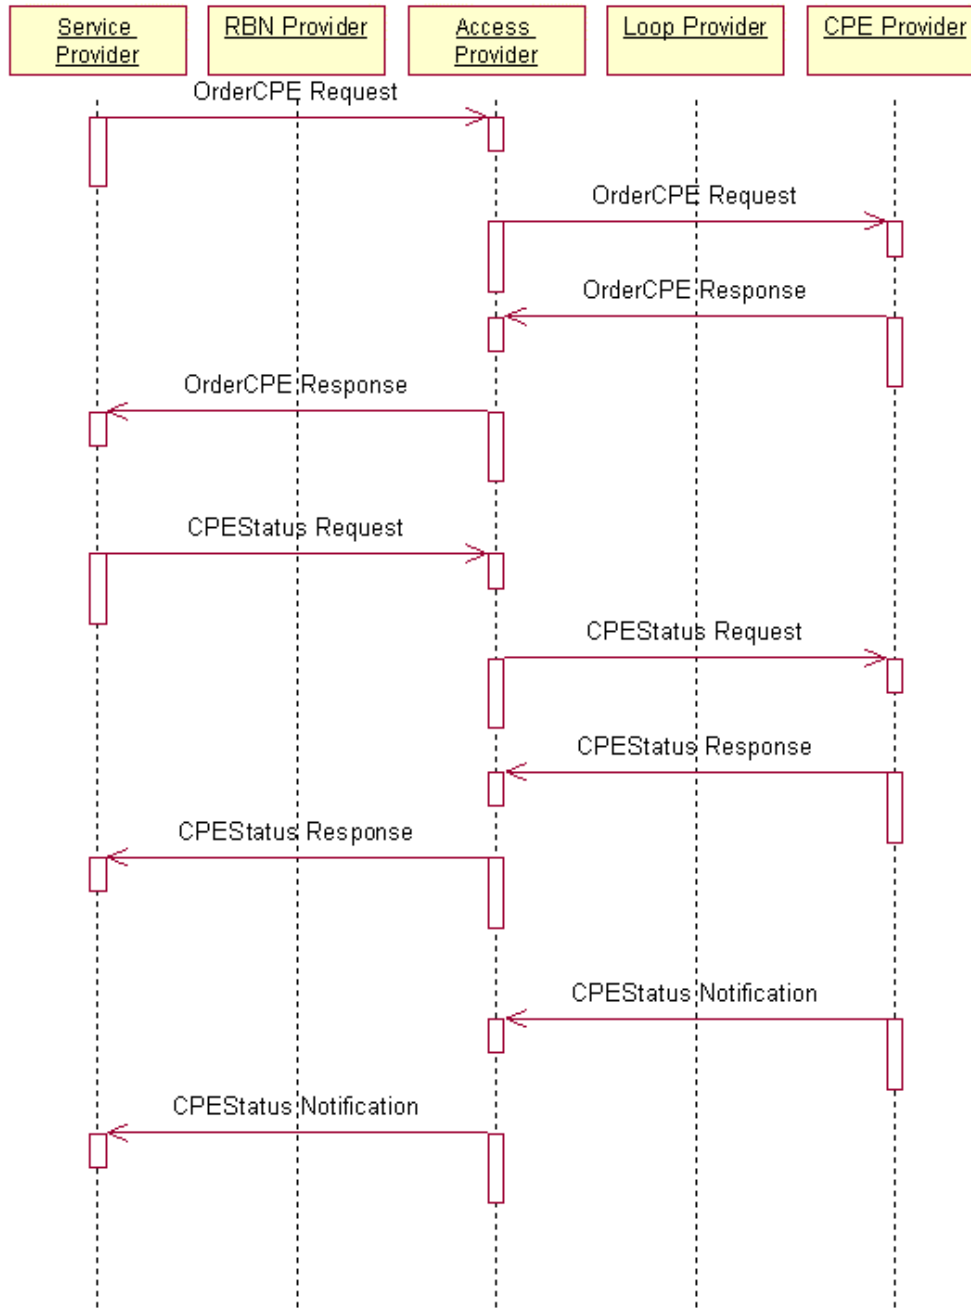 Service
Provider
RBN Provider
Access
Provider
Loop Provider
CPE Provider
OrderCPE Request
OrderCPE Request
OrderCPE Response
OrderCPE Response
CPEStatus Request
CPEStatus Request
CPEStatus Response
CPEStatus Response
CPEStatus Notification
CPEStatus Notification